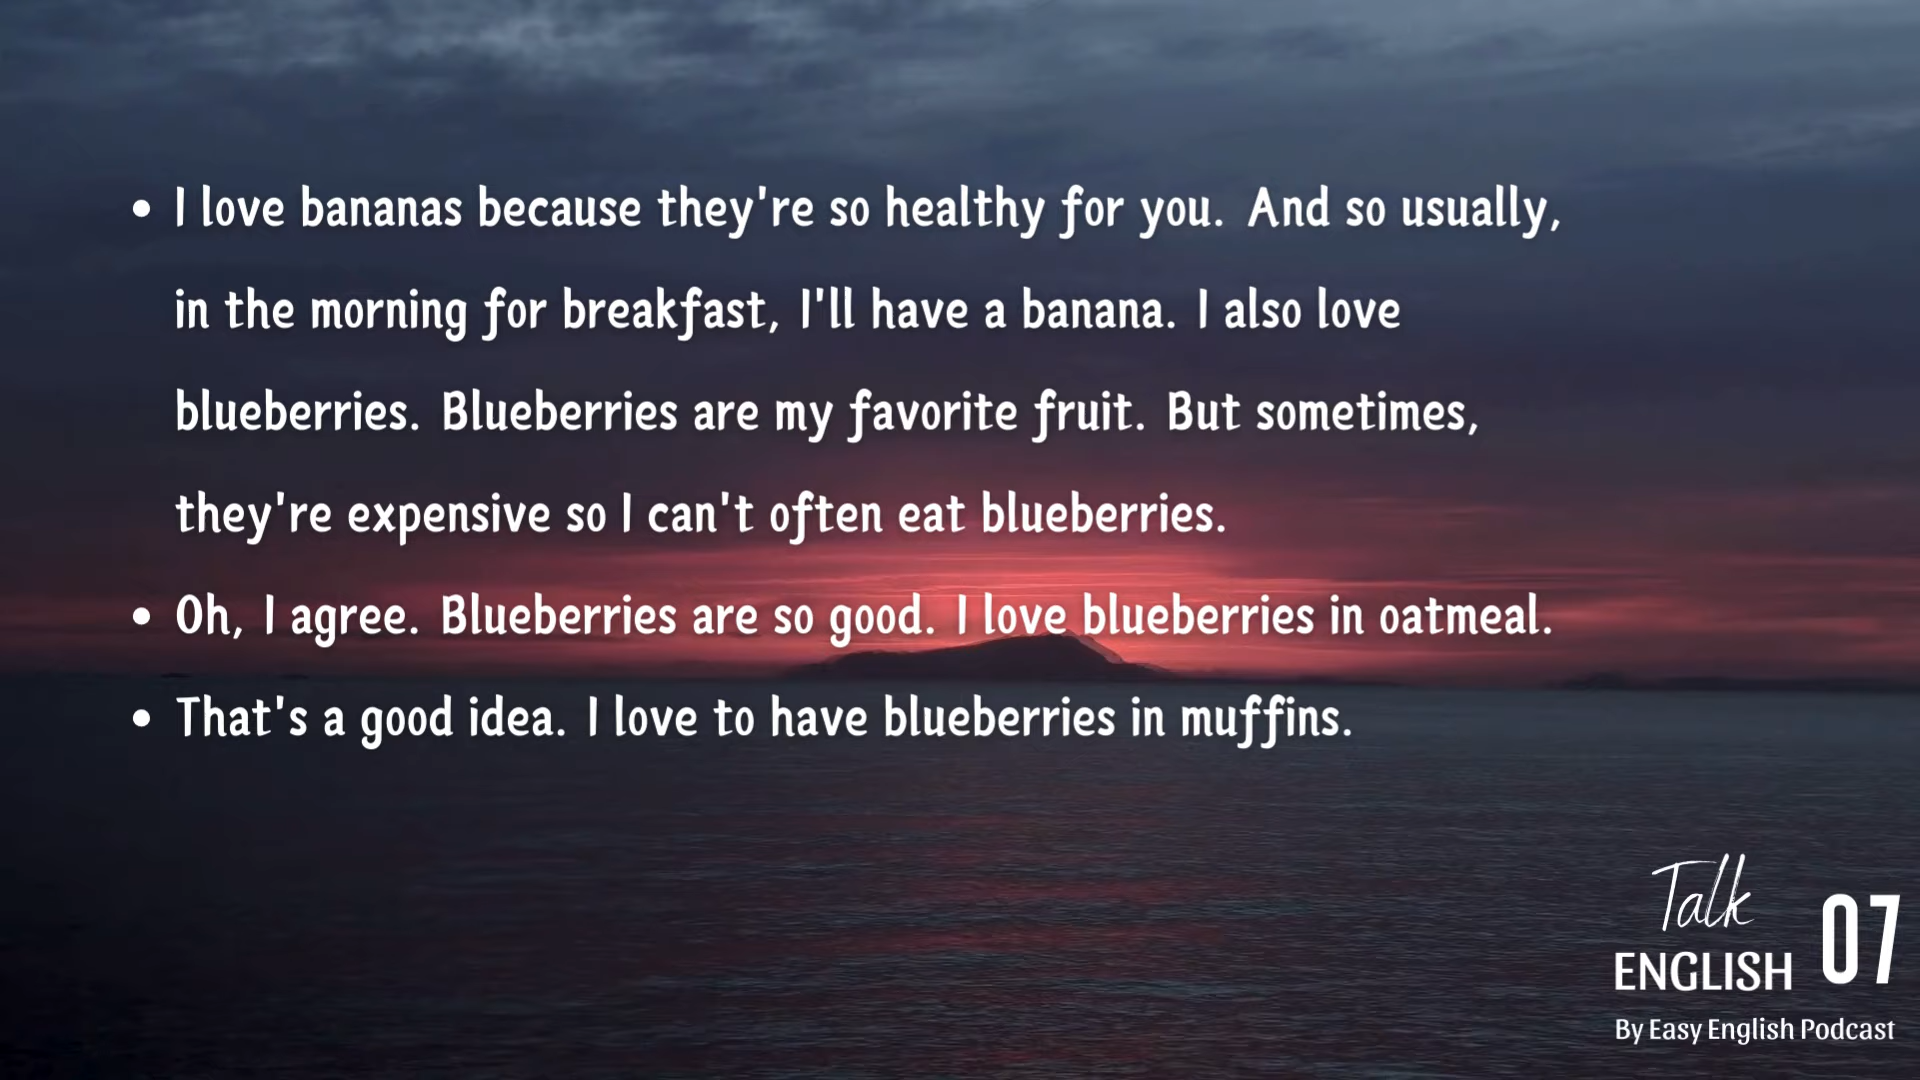 • I love bananas because they're so healthy for you. And so usually,
in the morning for breakfast, I'll have a banana. I also love
blueberries. Blueberries are my favorite fruit. But sometimes,
they're expensive so I can't often eat blueberries.
• Oh, I agree. Blueberries are so good. I love blueberries in oatmeal.
• That's a good idea. I love to have blueberries in muffins.
Talk
ENGLISH 07
By Easy English Podcast